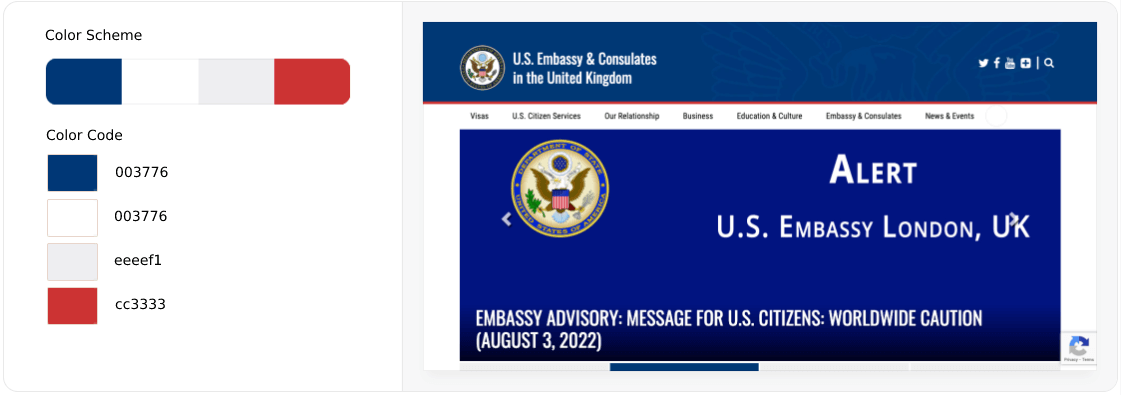 Color Scheme
Color Code
003776
003776
eeeef1
cc3333
U.S. Embassy & Consulates
in the United Kingdom
Visas U.S. Citizen Services Our Relationship Business Education & Culture Embassy & Consulates News & Events
DEPARTMENT OF STATE
UNITED STATES OF AMERICA
ALERT
U.S. EMBASSY LONDON, UK
EMBASSY ADVISORY: MESSAGE FOR U.S. CITIZENS: WORLDWIDE CAUTION
(AUGUST 3, 2022)
Privacy - Terms